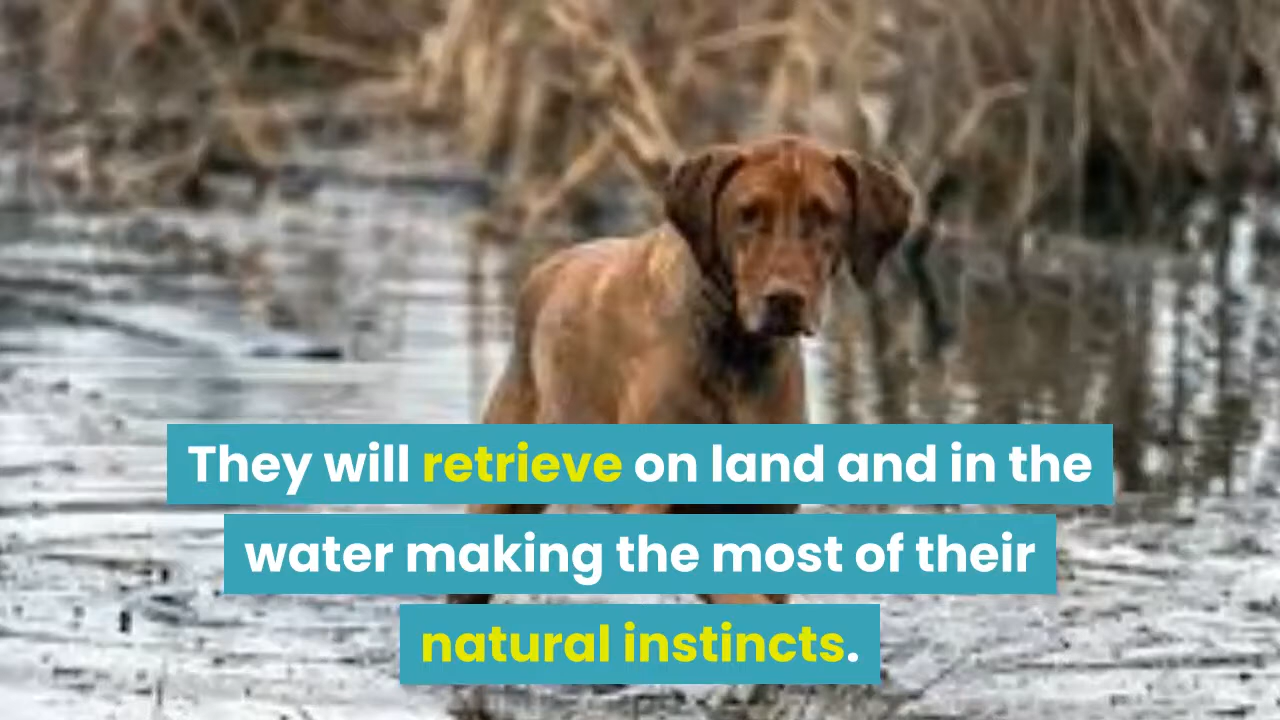 They will retrieve on land and in the
water making the most of their
natural instincts.